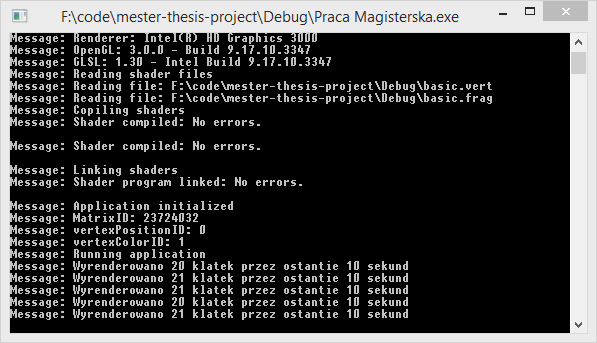 F:\code\mester-thesis-project\Debug\Praca Magisterska.exe
Message: Renderer: Intel(R) HD Graphics 3000
Message: OpenGL: 3.0.0 - Build 9.17.10.3347
Message: GLSL: 1.30 - Intel Build 9.17.10.3347
Message: Reading shader files
Message: Reading file: F:\code\mester-thesis-project\Debug\basic.vert
Message: Reading file: F:\code\mester-thesis-project\Debug\basic.frag
Message: Copiling shaders
Message: Shader compiled: No errors.
Message: Shader compiled: No errors.
Message: Linking shaders
Message: Shader program linked: No errors.
Message: Application initialized
Message: MatrixID: 23724032
Message: vertexPositionID: 0
Message: vertexColorID: 1
Message: Running application
Message: Wyrenderowano 20 klatek przez ostantie 10 sekund
Message: Wyrenderowano 21 klatek przez ostantie 10 sekund
Message: Wyrenderowano 21 klatek przez ostantie 10 sekund
Message: Wyrenderowano 20 klatek przez ostantie 10 sekund
Message: Wyrenderowano 21 klatek przez ostantie 10 sekund